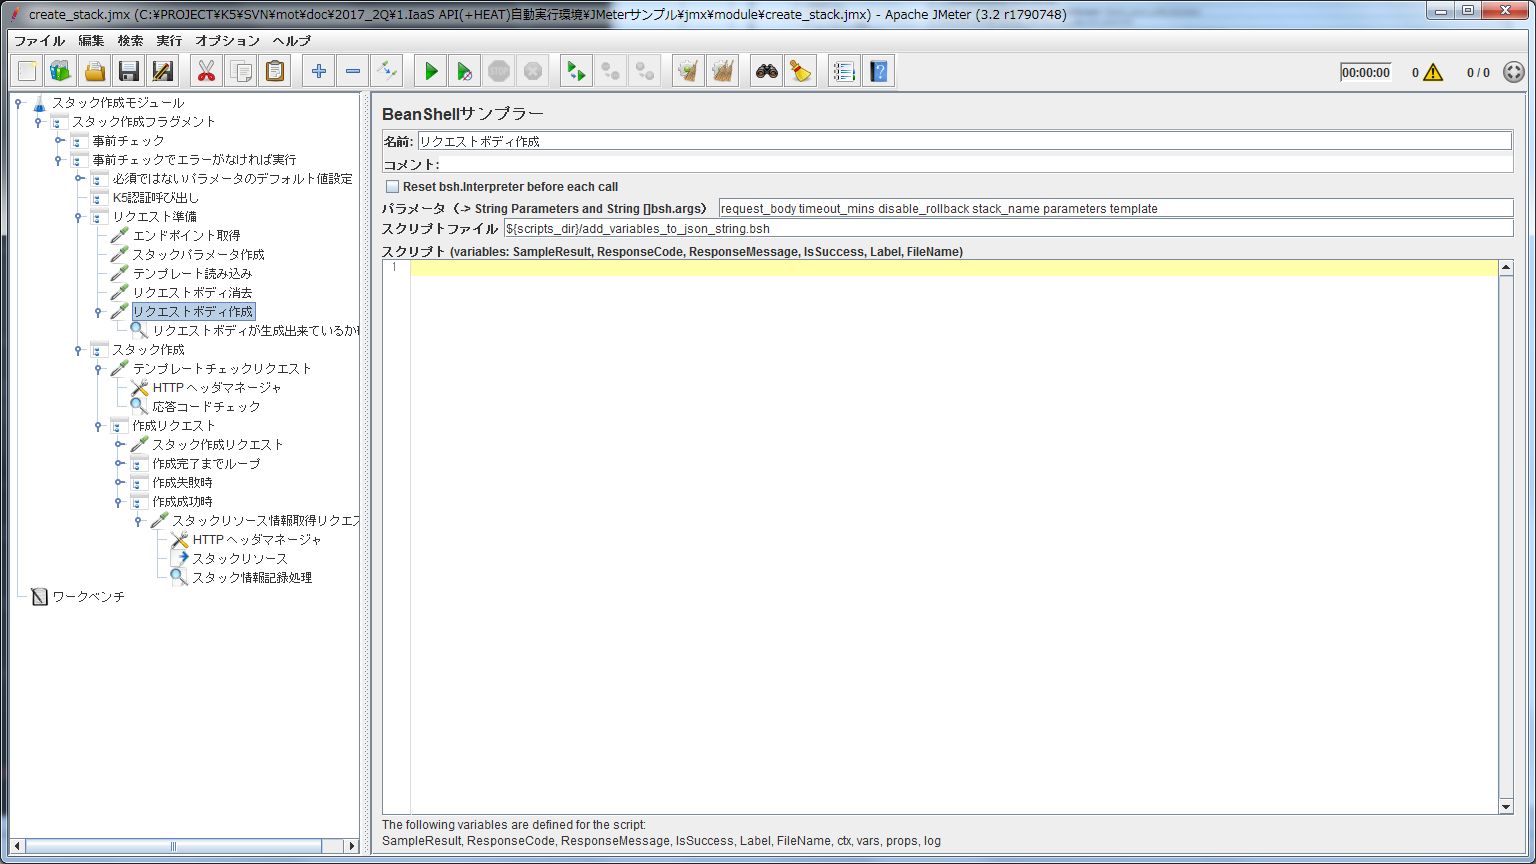 create_stack.jmx (C:¥PROJECT¥K5¥SVN¥mot¥doc¥2017_2Q¥1.IaaS API(+HEAT)自動実行環境¥JMeterサンプル¥jmx¥module¥create_stack.jmx) - Apache JMeter (3.2 r1790748)
ファイル 編集 検索 実行 オプション ヘルプ
STOP 00:00:00 0 0 / 0
スタック作成モジュール
スタック作成フラグメント
事前チェック
事前チェックでエラーがなければ実行
必須ではないパラメータのデフォルト値設定
K5認証呼び出し
リクエスト準備
エンドポイント取得
スタックパラメータ作成
テンプレート読み込み
リクエストボディ消去
リクエストボディ作成
リクエストボディが生成出来ているか
スタック作成
テンプレートチェックリクエスト
HTTP ヘッダマネージャ
応答コードチェック
作成リクエスト
スタック作成リクエスト
作成完了までループ
作成失敗時
作成成功時
スタックリソース情報取得リクエス
HTTP ヘッダマネージャ
スタックリソース
スタック情報記録処理
ワークベンチ
BeanShellサンプラー
名前: リクエストボディ作成
コメント:
Reset bsh.Interpreter before each call
パラメータ（-> String Parameters and String []bsh.args） request_body timeout_mins disable_rollback stack_name parameters template
スクリプトファイル ${scripts_dir}/add_variables_to_json_string.bsh
スクリプト (variables: SampleResult, ResponseCode, ResponseMessage, IsSuccess, Label, FileName)
1
The following variables are defined for the script:
SampleResult, ResponseCode, ResponseMessage, IsSuccess, Label, FileName, ctx, vars, props, log